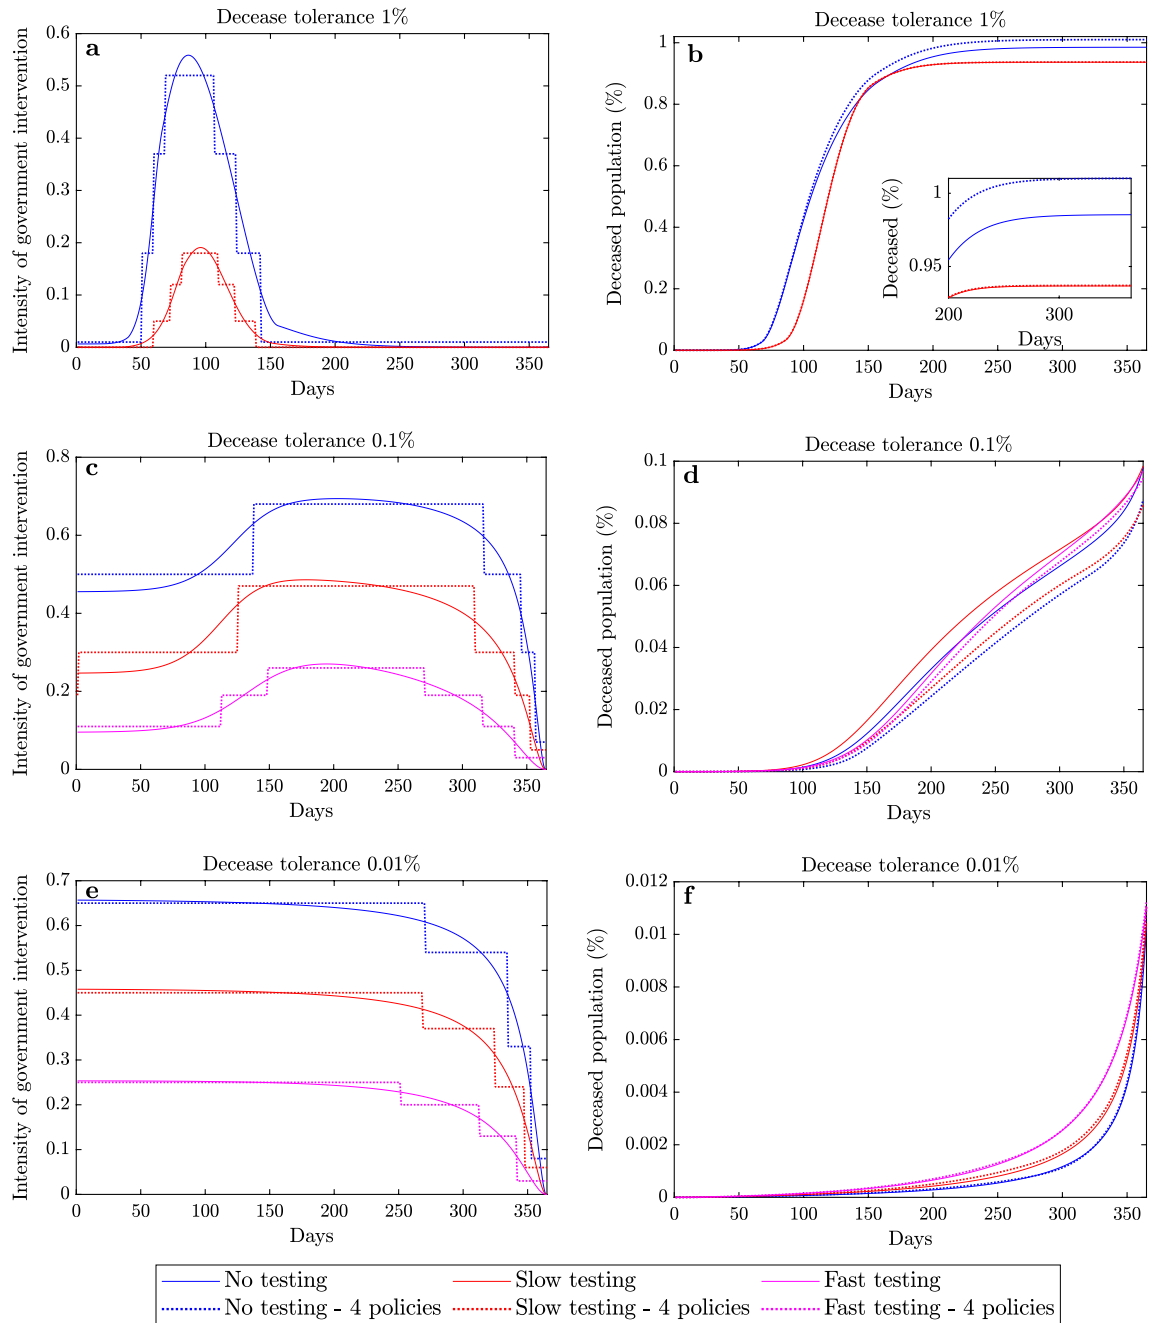 Decease tolerance 1%
a
Intensity of government intervention
0.6
0.5
0.4
0.3
0.2
0.1
0
0 50 100 150 200 250 300 350
Days
Decease tolerance 1%
b
Deceased population (%)
1
0.8
0.6
0.4
0.2
0
0 50 100 150 200 250 300 350
Days
Deceased (%)
1
0.95
200 300
Days
Decease tolerance 0.1%
c
Intensity of government intervention
0.8
0.6
0.4
0.2
0
0 50 100 150 200 250 300 350
Days
Decease tolerance 0.1%
d
Deceased population (%)
0.1
0.08
0.06
0.04
0.02
0
0 50 100 150 200 250 300 350
Days
Decease tolerance 0.01%
e
Intensity of government intervention
0.7
0.6
0.5
0.4
0.3
0.2
0.1
0
0 50 100 150 200 250 300 350
Days
Decease tolerance 0.01%
f
Deceased population (%)
0.012
0.01
0.008
0.006
0.004
0.002
0
0 50 100 150 200 250 300 350
Days
No testing Slow testing Fast testing
No testing - 4 policies Slow testing - 4 policies Fast testing - 4 policies